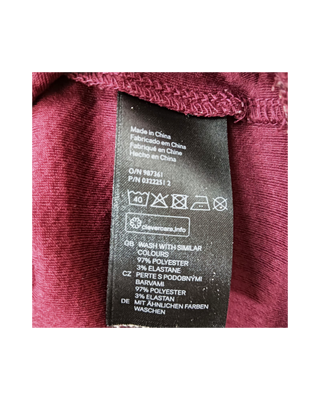 Made in China
Fabricado em China
Fabriqué en China
Hecho en China
O/N 987361
P/N 0322251 2
40
clevercare.info
GB WASH WITH SIMILAR
COLOURS
97% POLYESTER
3% ELASTANE
CZ PERTE S PODOBNÝMI
BARVAMI
97% POLYESTER
3% ELASTAN
DE MIT ÄHNLICHEN FARBEN
WASCHEN